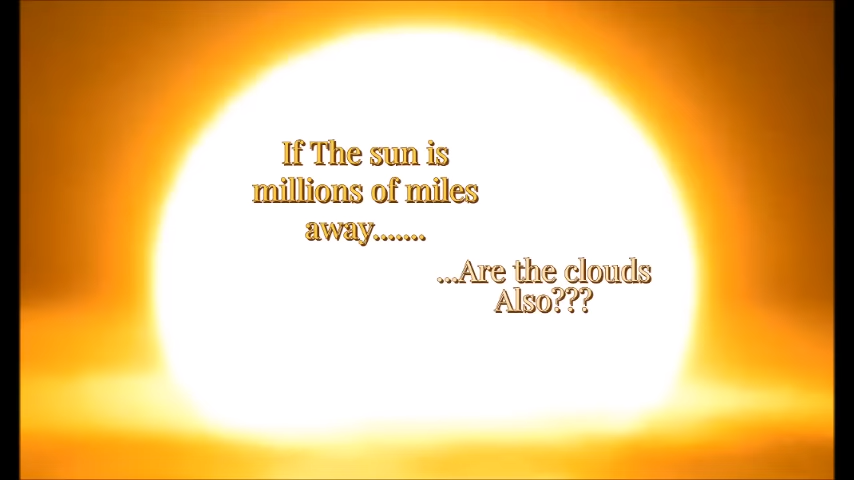 If The sun is
millions of miles
away.......
...Are the clouds
Also???